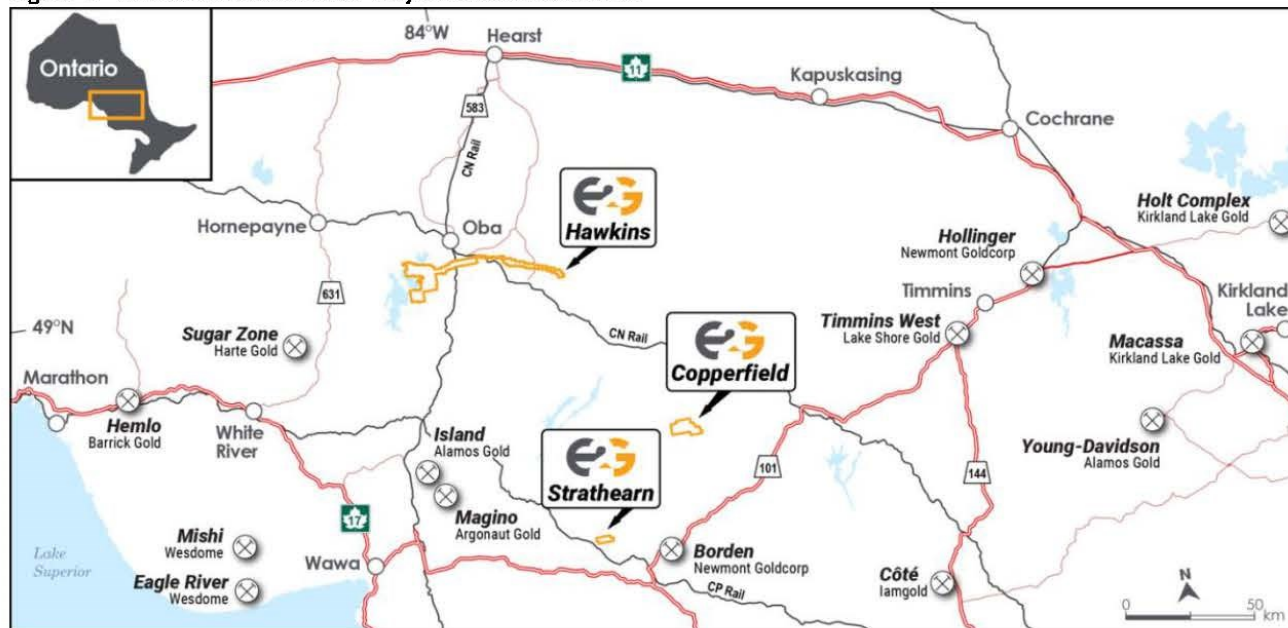 84°W
Hearst
Ontario
11
Kapuskasing
583
Cochrane
CN Rail
E2G
Hawkins
Holt Complex
Kirkland Lake Gold
Hornepayne
Oba
Hollinger
Newmont Goldcorp
631
Timmins
Kirkland
Lake
49°N
CN Rail
Sugar Zone
Harte Gold
E2G
Copperfield
Timmins West
Lake Shore Gold
Macassa
Kirkland Lake Gold
Marathon
Hemlo
Barrick Gold
White
River
Island
Alamos Gold
E2G
Strathearn
101
144
Young-Davidson
Alamos Gold
17
Magino
Argonaut Gold
Mishi
Wesdome
Lake
Superior
Wawa
Borden
Newmont Goldcorp
Eagle River
Wesdome
CP Rail
Côté
Iamgold
N
0 50
km